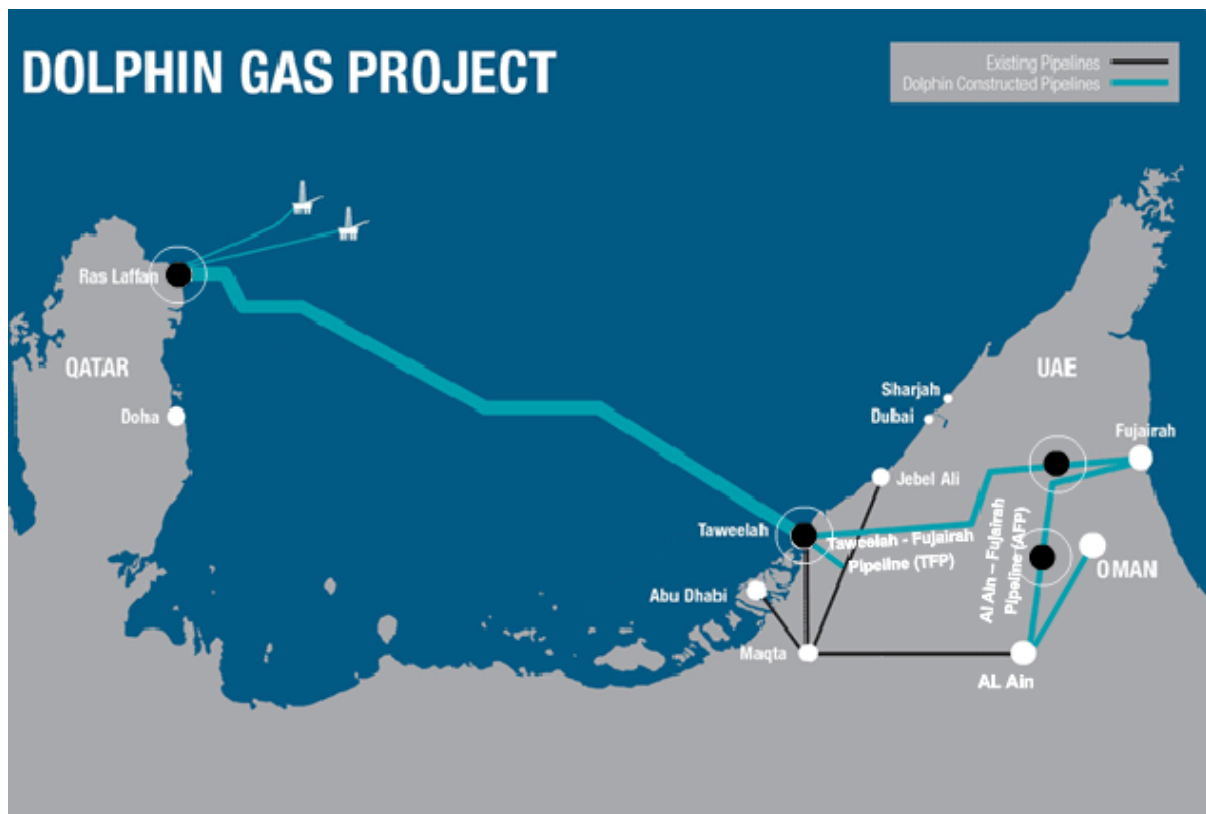 DOLPHIN GAS PROJECT
Existing Pipelines
Dolphin Constructed Pipelines
Ras Laffan
QATAR
Doha
UAE
Sharjah
Dubai
Fujairah
Jebel Ali
Taweelah
Taweelah - Fujairah
Pipeline (TFP)
Al Ain – Fujairah
Pipeline (AFP)
OMAN
Abu Dhabi
Maqta
AL Ain